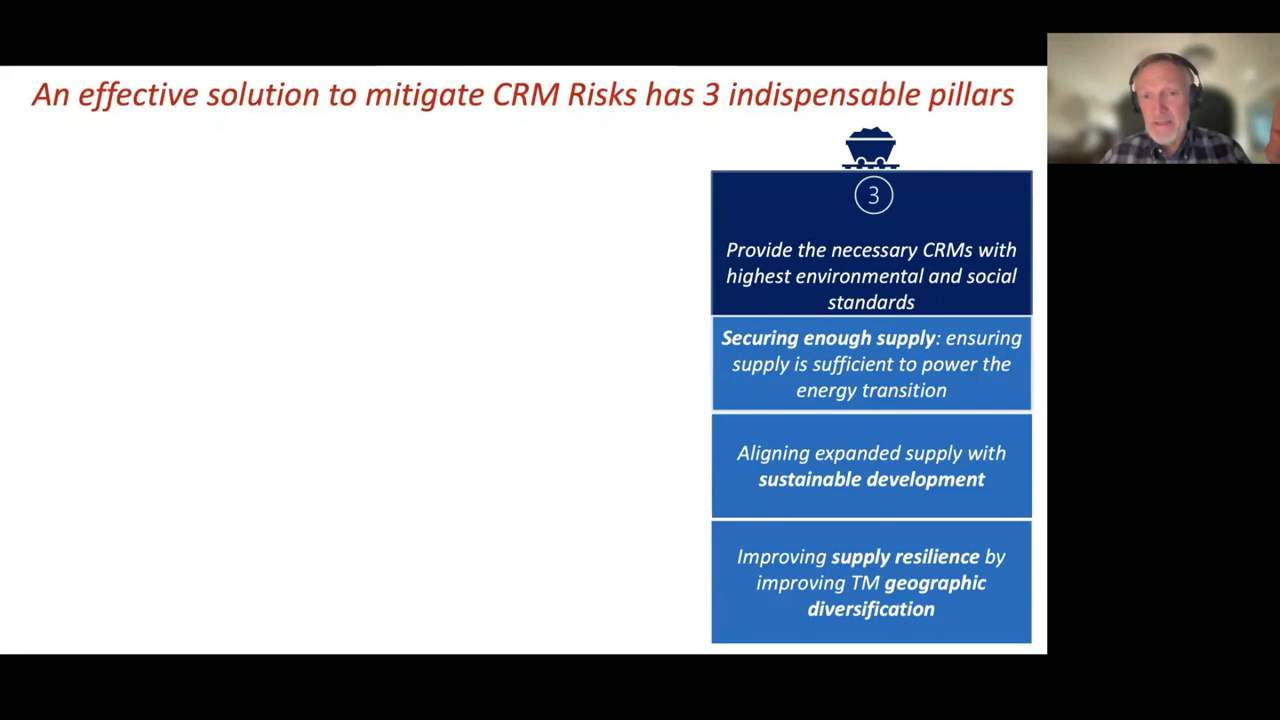 An effective solution to mitigate CRM Risks has 3 indispensable pillars
3
Provide the necessary CRMs with
highest environmental and social
standards
Securing enough supply: ensuring
supply is sufficient to power the
energy transition
Aligning expanded supply with
sustainable development
Improving supply resilience by
improving TM geographic
diversification